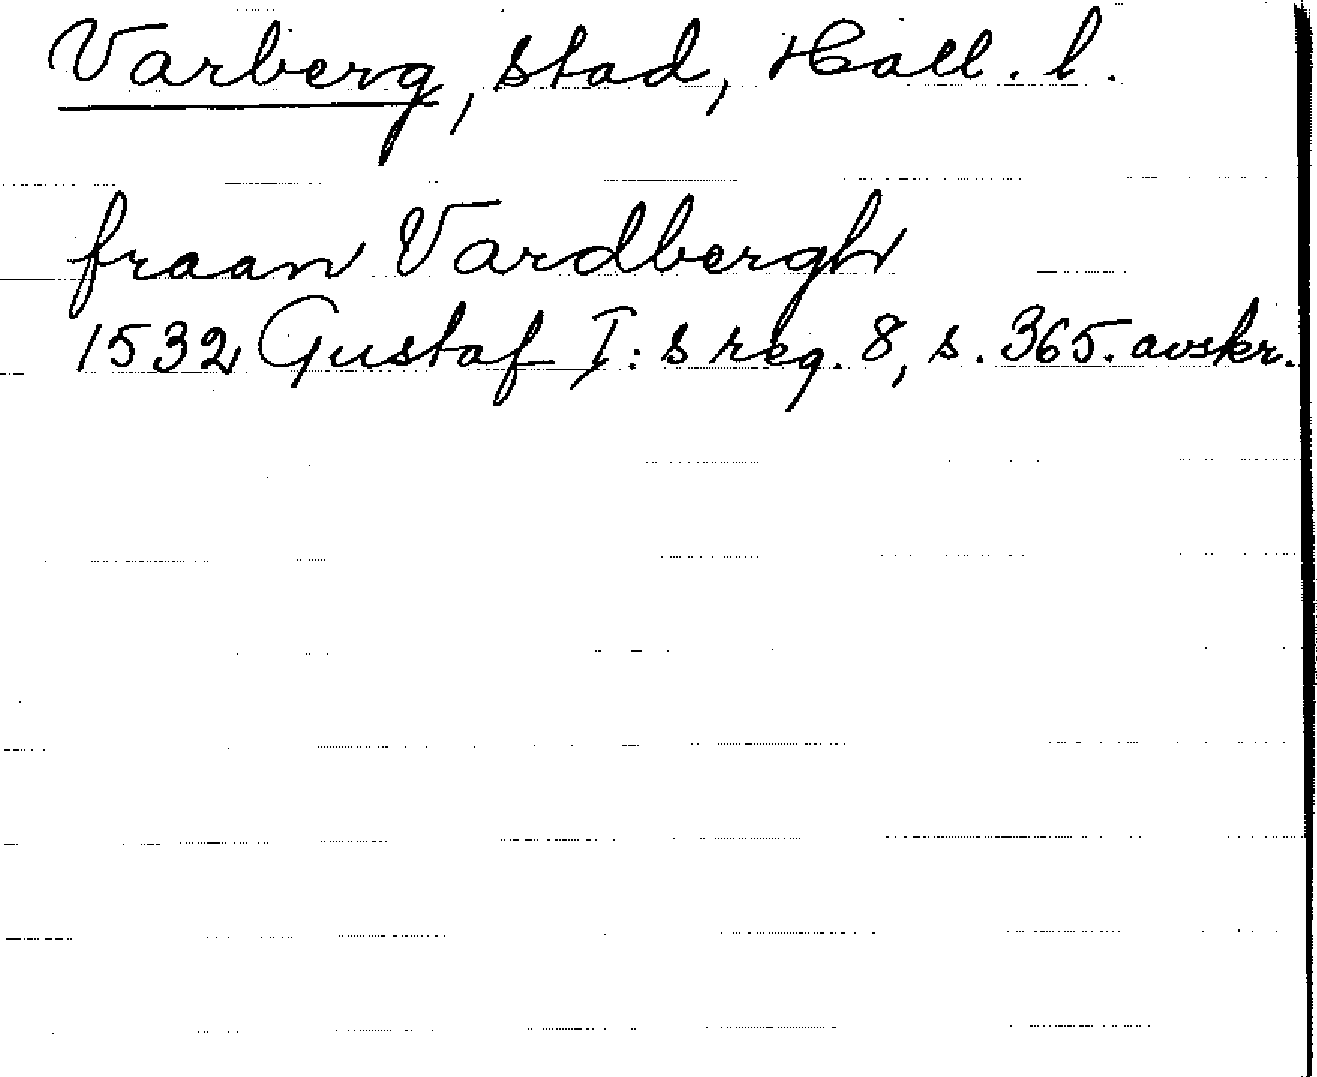 Varberg, stad, Hall. l.
fraan Vardbergh
1532 Gustaf I:s reg. 8, s. 365. avskr.